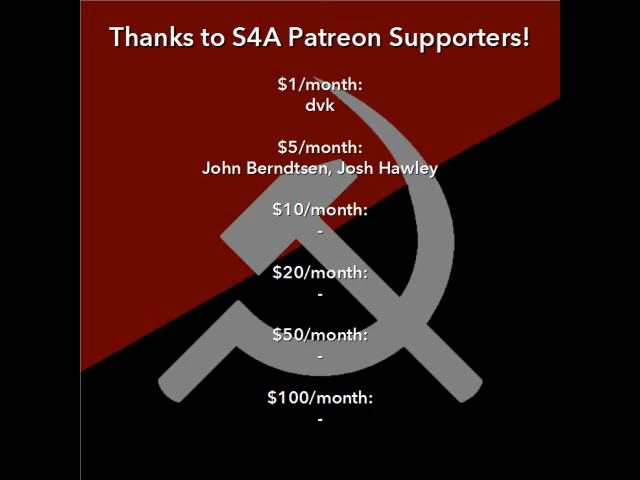 Thanks to S4A Patreon Supporters!
$1/month:
dvk
$5/month:
John Berndtsen, Josh Hawley
$10/month:
-
$20/month:
-
$50/month:
-
$100/month:
-